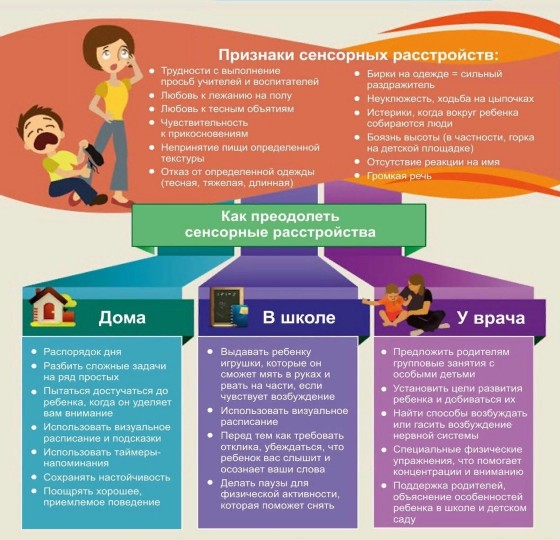 Признаки сенсорных расстройств:
Трудности с выполнение
просьб учителей и воспитателей
Любовь к лежанию на полу
Любовь к тесным объятиям
Чувствительность
к прикосновениям
Непринятие пищи определенной
текстуры
Отказ от определенной одежды
(тесная, тяжелая, длинная)
Бирки на одежде = сильный
раздражитель
Неуклюжесть, ходьба на цыпочках
Истерики, когда вокруг ребенка
собираются люди
Боязнь высоты (в частности, горка
на детской площадке)
Отсутствие реакции на имя
Громкая речь
Как преодолеть
сенсорные расстройства
Дома
Распорядок дня
Разбить сложные задачи
на ряд простых
Пытаться достучаться до
ребенка, когда он уделяет
вам внимание
Использовать визуальное
расписание и подсказки
Использовать таймеры-
напоминания
Сохранять настойчивость
Поощрять хорошее,
приемлемое поведение
В школе
Выдавать ребенку
игрушки, которые он
сможет мять в руках и
рвать на части, если
чувствует возбуждение
Использовать визуальное
расписание
Перед тем как требовать
отклика, убеждаться, что
ребенок вас слышит и
осознает ваши слова
Делать паузы для
физической активности,
которая поможет снять
У врача
Предложить родителям
групповые занятия с
особыми детьми
Установить цели развития
ребенка и добиваться их
Найти способы возбуждать
или гасить возбуждение
нервной системы
Специальные физические
упражнения, что помогает
концентрации и вниманию
Поддержка родителей,
объяснение особенностей
ребенка в школе и детском
саду